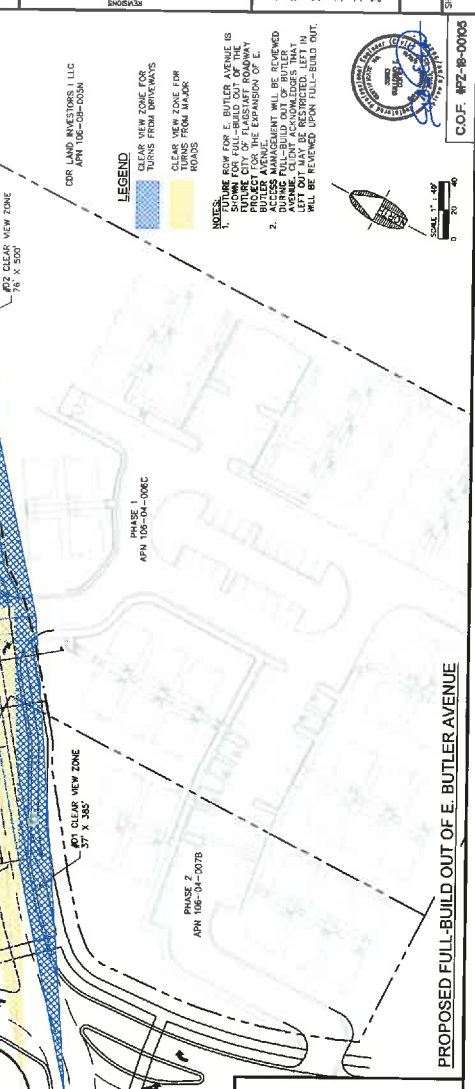 REVISIONS
#02 CLEAR VIEW ZONE
76' X 500'
CDR LAND INVESTORS I LLC
APN 106-08-005N
LEGEND
CLEAR VIEW ZONE FOR
TURNS FROM DRIVEWAYS
CLEAR VIEW ZONE FOR
TURNS FROM MAJOR
ROADS
NOTES:
1. FUTURE ROW FOR E. BUTLER AVENUE IS
SHOWN FOR FULL-BUILD OUT OF THE
FUTURE CITY OF FLAGSTAFF ROADWAY
PROJECT FOR THE EXPANSION OF E.
BUTLER AVENUE.
2. ACCESS MANAGEMENT WILL BE REVIEWED
DURING FULL-BUILD OUT OF BUTLER
AVENUE. CLIENT ACKNOWLEDGES THAT
LEFT OUT MAY BE RESTRICTED. LEFT IN
WILL BE REVIEWED UPON FULL-BUILD OUT.
PHASE 1
APN 106-04-006C
#01 CLEAR VIEW ZONE
37' X 385'
PHASE 2
APN 106-04-007B
SCALE 1" : 40'
0 20 40
C.O.F. #PZ-18-00105
PROPOSED FULL-BUILD OUT OF E. BUTLER AVENUE